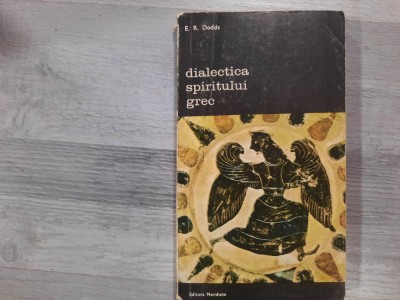 E. R. Dodds
dialectica
spiritului
grec
Editura Meridiane